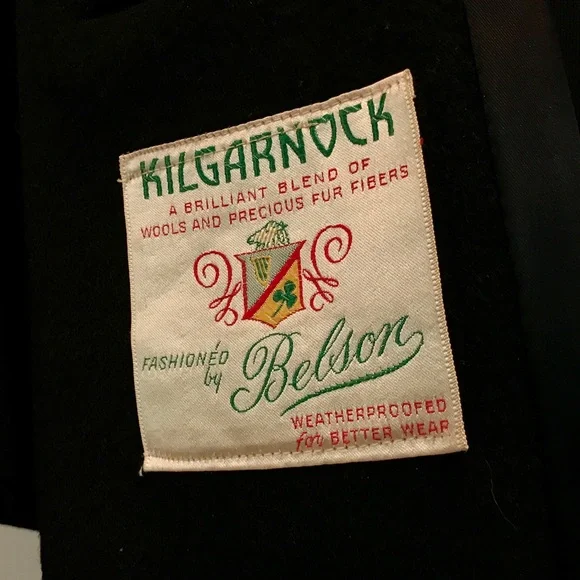 KILGARNOCK
A BRILLIANT BLEND OF
WOOLS AND PRECIOUS FUR FIBERS
FASHIONED
by Belson
WEATHERPROOFED
for BETTER WEAR